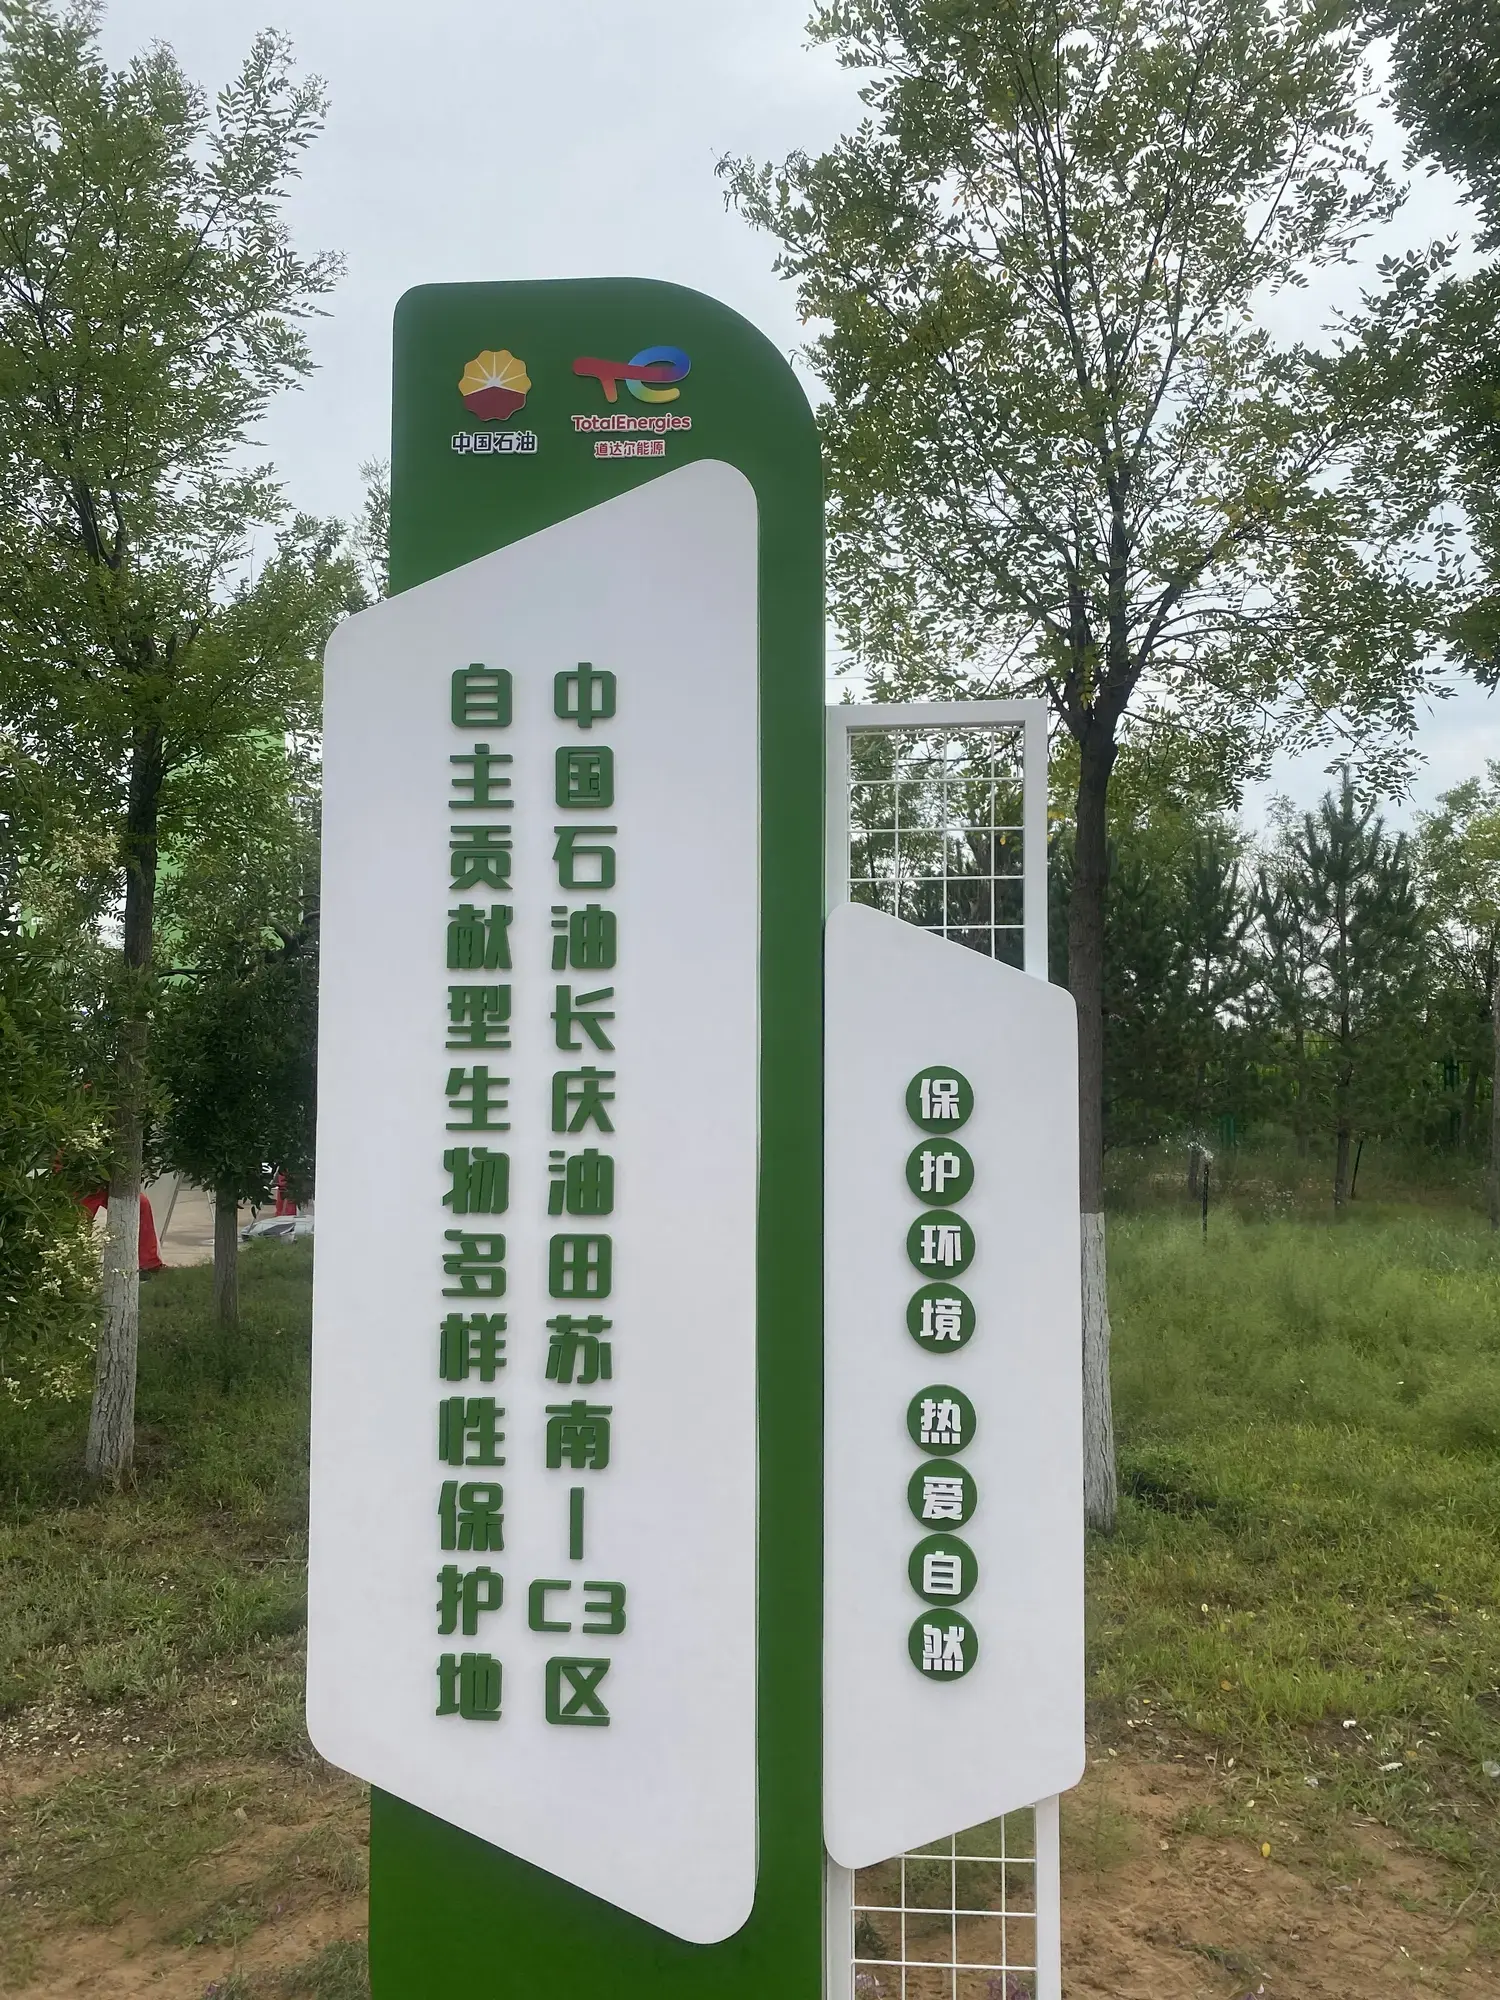 中国石油
TotalEnergies
道达尔能源
中国石油长庆油田苏南—C3区
自主贡献型生物多样性保护地
保护环境 热爱自然